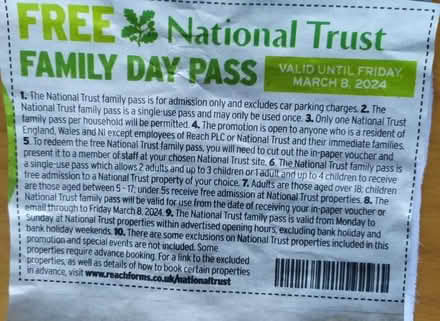 FREE National Trust
FAMILY DAY PASS
VALID UNTIL FRIDAY,
MARCH 8, 2024
1. The National Trust family pass is for admission only and excludes car parking charges. 2. The
National Trust family pass is a single-use pass and may only be used once. 3. Only one National Trust
family pass per household will be permitted. 4. The promotion is open to anyone who is a resident of
England, Wales and NI except employees of Reach PLC or National Trust and their immediate families.
5. To redeem the free National Trust family pass, you will need to cut out the in-paper voucher and
present it to a member of staff at your chosen National Trust site. 6. The National Trust family pass is
a single-use pass which allows 2 adults and up to 3 children or 1 adult and up to 4 children to receive
free admission to a National Trust property of your choice. 7. Adults are those aged over 18; children
are those aged between 5 - 17; under 5s receive free admission at National Trust properties. 8. The
National Trust family pass will be valid for use from the date of receiving your in-paper voucher or
email through to Friday March 8, 2024. 9. The National Trust family pass is valid from Monday to
Sunday at National Trust properties within advertised opening hours, excluding bank holiday and
bank holiday weekends. 10. There are some exclusions on National Trust properties included in this
promotion and special events are not included. Some
properties require advance booking. For a link to the excluded
properties, as well as details of how to book certain properties
in advance, visit www.reachforms.co.uk/nationaltrust